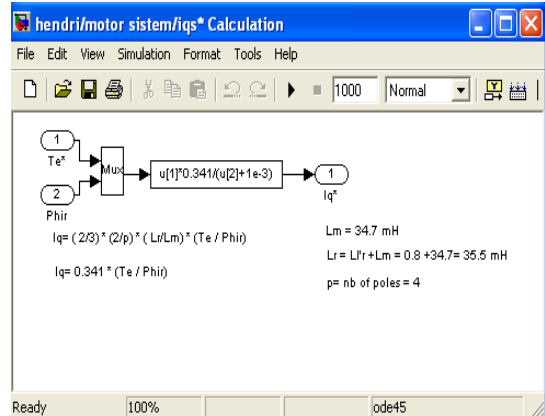 hendri/motor sistem/iqs* Calculation
File Edit View Simulation Format Tools Help
1000 Normal
1
Te*
Mux
u[1]*0.341/(u[2]+1e-3)
1
Iq*
2
Phir
Iq= (2/3) * (2/p) * ( Lr/Lm) * (Te / Phir)
Lm = 34.7 mH
Lr = Ll'r +Lm = 0.8 +34.7= 35.5 mH
Iq= 0.341 * (Te / Phir)
p= nb of poles = 4
Ready 100% ode45